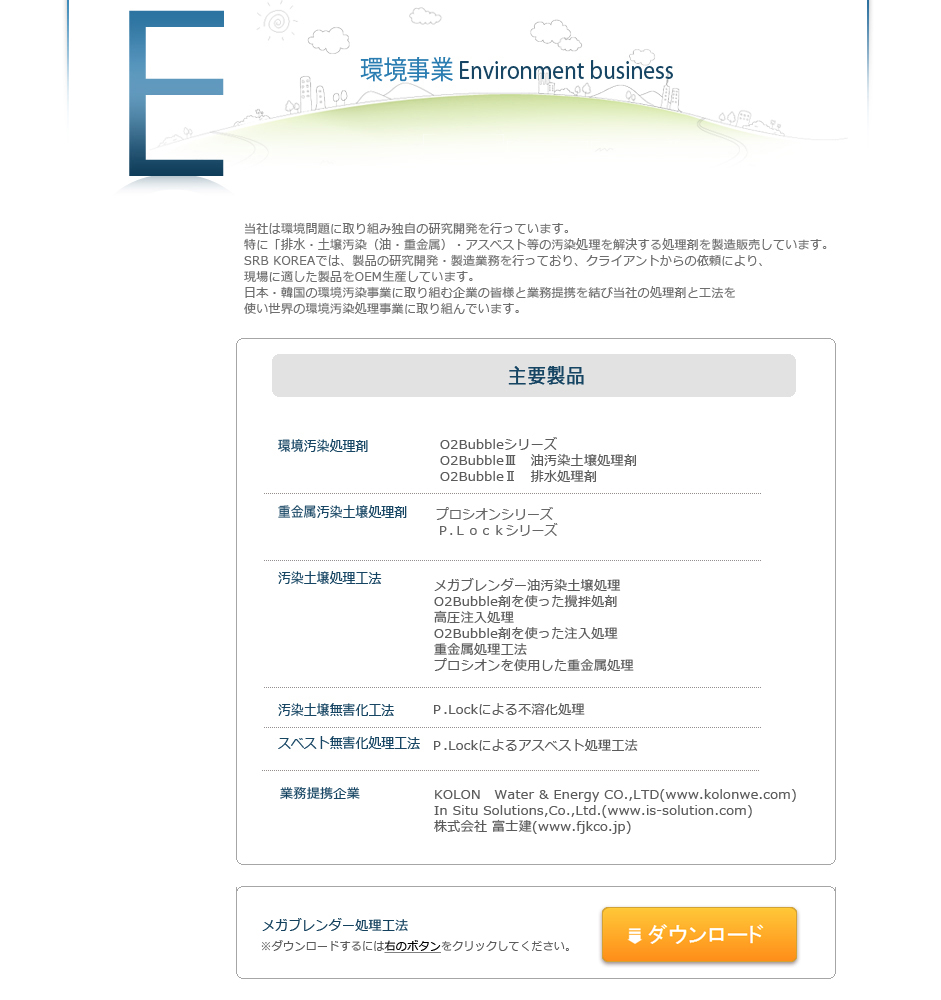 E
環境事業 Environment business
当社は環境問題に取り組み独自の研究開発を行っています。
特に「排水・土壌汚染（油・重金属）・アスベスト等の汚染処理を解決する処理剤を製造販売しています。
SRB KOREAでは、製品の研究開発・製造業務を行っており、クライアントからの依頼により、
現場に適した製品をOEM生産しています。
日本・韓国の環境汚染事業に取り組む企業の皆様と業務提携を結び当社の処理剤と工法を
使い世界の環境汚染処理事業に取り組んでいます。
主要製品
環境汚染処理剤
O2Bubbleシリーズ
O2BubbleⅢ　油汚染土壌処理剤
O2BubbleⅡ　排水処理剤
重金属汚染土壌処理剤
プロシオンシリーズ
Ｐ.Ｌｏｃｋシリーズ
汚染土壌処理工法
メガブレンダー油汚染土壌処理
O2Bubble剤を使った攪拌処剤
高圧注入処理
O2Bubble剤を使った注入処理
重金属処理工法
プロシオンを使用した重金属処理
汚染土壌無害化工法
Ｐ.Lockによる不溶化処理
スベスト無害化処理工法
Ｐ.Lockによるアスベスト処理工法
業務提携企業
KOLON　Water & Energy CO.,LTD(www.kolonwe.com)
In Situ Solutions,Co.,Ltd.(www.is-solution.com)
株式会社 富士建(www.fjkco.jp)
メガブレンダー処理工法
※ダウンロードするには右のボタンをクリックしてください。
ダウンロード